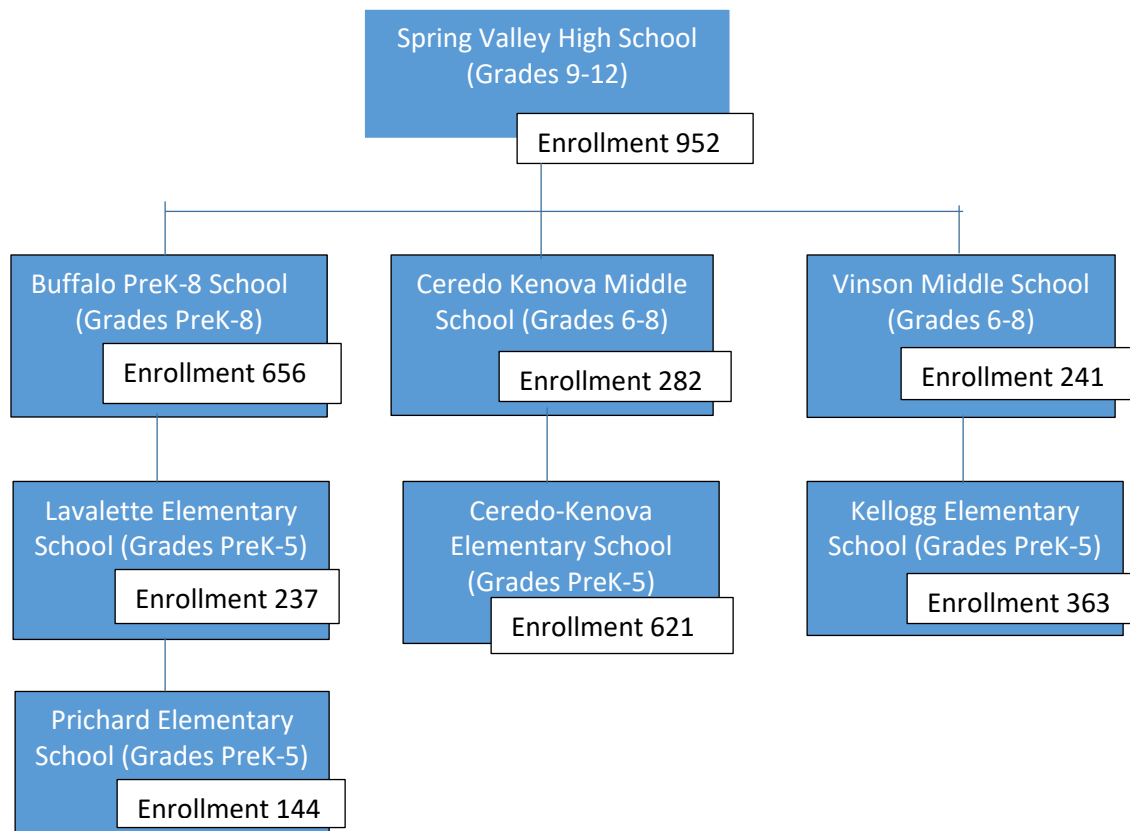 Spring Valley High School
(Grades 9-12)
Enrollment 952
Buffalo PreK-8 School
(Grades PreK-8)
Enrollment 656
Ceredo Kenova Middle
School (Grades 6-8)
Enrollment 282
Vinson Middle School
(Grades 6-8)
Enrollment 241
Lavalette Elementary
School (Grades PreK-5)
Enrollment 237
Ceredo-Kenova
Elementary School
(Grades PreK-5)
Enrollment 621
Kellogg Elementary
School (Grades PreK-5)
Enrollment 363
Prichard Elementary
School (Grades PreK-5)
Enrollment 144